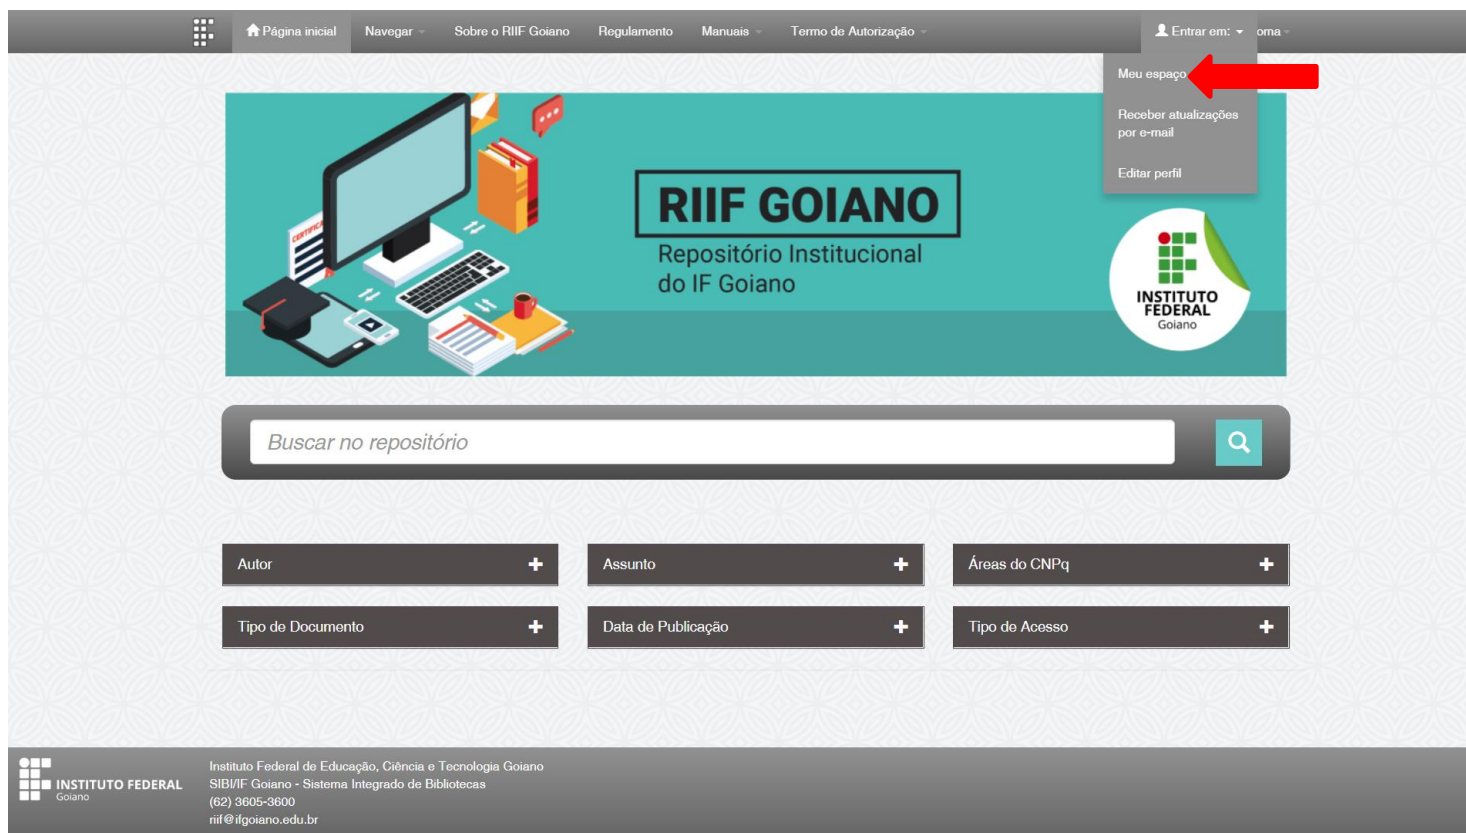 Página inicial
Navegar
Sobre o RIIF Goiano
Regulamento
Manuais
Termo de Autorização
Entrar em:
oma
Meu espaço
Receber atualizações
por e-mail
Editar perfil
CERTIFICA
RIIF GOIANO
Repositório Institucional
do IF Goiano
INSTITUTO
FEDERAL
Goiano
Buscar no repositório
Autor
Assunto
Áreas do CNPq
Tipo de Documento
Data de Publicação
Tipo de Acesso
INSTITUTO FEDERAL
Goiano
Instituto Federal de Educação, Ciência e Tecnologia Goiano
SIBI/IF Goiano - Sistema Integrado de Bibliotecas
(62) 3605-3600
riif@ifgoiano.edu.br